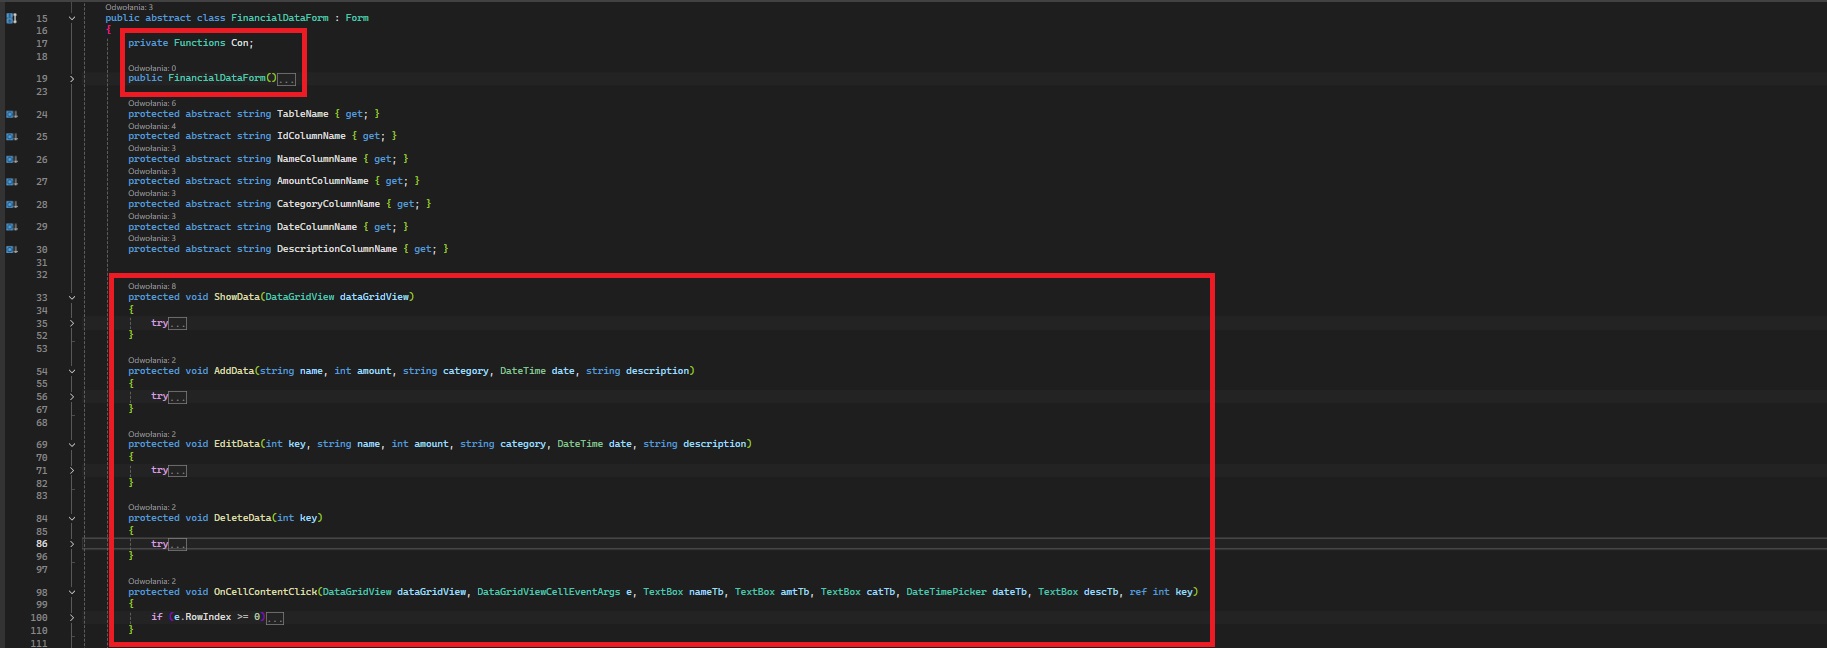 Odwołania: 3
15 public abstract class FinancialDataForm : Form
16 {
17 private Functions Con;
18
Odwołania: 0
19 public FinancialDataForm()...
23
Odwołania: 6
24 protected abstract string TableName { get; }
Odwołania: 4
25 protected abstract string IdColumnName { get; }
Odwołania: 3
26 protected abstract string NameColumnName { get; }
Odwołania: 3
27 protected abstract string AmountColumnName { get; }
Odwołania: 3
28 protected abstract string CategoryColumnName { get; }
Odwołania: 3
29 protected abstract string DateColumnName { get; }
Odwołania: 3
30 protected abstract string DescriptionColumnName { get; }
31
32
Odwołania: 8
33 protected void ShowData(DataGridView dataGridView)
34 {
35 try...
52 }
53
Odwołania: 2
54 protected void AddData(string name, int amount, string category, DateTime date, string description)
55 {
56 try...
67 }
68
Odwołania: 2
69 protected void EditData(int key, string name, int amount, string category, DateTime date, string description)
70 {
71 try...
82 }
83
Odwołania: 2
84 protected void DeleteData(int key)
85 {
86 try...
96 }
97
Odwołania: 2
98 protected void OnCellContentClick(DataGridView dataGridView, DataGridViewCellEventArgs e, TextBox nameTb, TextBox amtTb, TextBox catTb, DateTimePicker dateTb, TextBox descTb, ref int key)
99 {
100 if (e.RowIndex >= 0)...
110 }
111